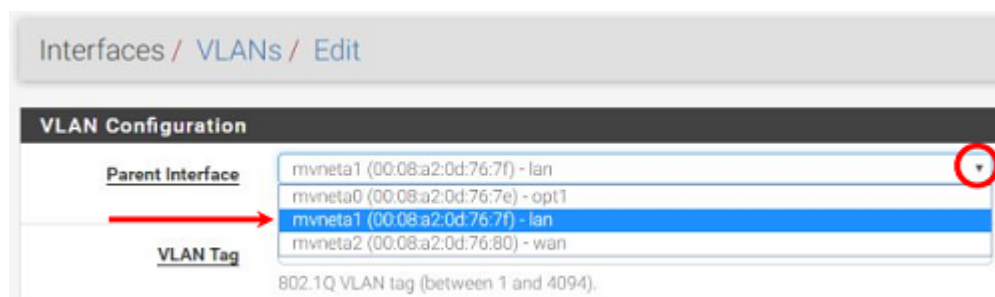 Interfaces / VLANs / Edit
VLAN Configuration
Parent Interface
mvneta1 (00:08:a2:0d:76:7f) - lan
mvneta0 (00:08:a2:0d:76:7e) - opt1
mvneta1 (00:08:a2:0d:76:7f) - lan
mvneta2 (00:08:a2:0d:76:80) - wan
VLAN Tag
802.1Q VLAN tag (between 1 and 4094).